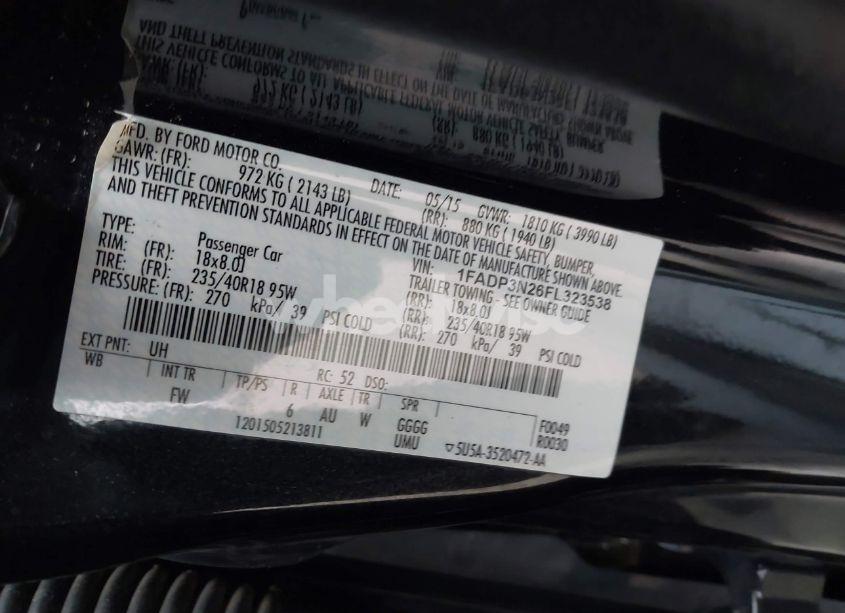 MFD. BY FORD MOTOR CO.
DATE: 05/15 GVWR: 1810 KG ( 3990 LB)
GAWR: (FR): 972 KG ( 2143 LB) (RR): 880 KG ( 1940 LB)
THIS VEHICLE CONFORMS TO ALL APPLICABLE FEDERAL MOTOR VEHICLE SAFETY, BUMPER,
AND THEFT PREVENTION STANDARDS IN EFFECT ON THE DATE OF MANUFACTURE SHOWN ABOVE.
VIN: 1FADP3N26FL323538
TYPE: Passenger Car TRAILER TOWING - SEE OWNER GUIDE
RIM: (FR): 18x8.0J (RR): 18x8.0J
TIRE: (FR): 235/40R18 95W (RR): 235/40R18 95W
PRESSURE: (FR): 270 kPa/ 39 PSI COLD (RR): 270 kPa/ 39 PSI COLD
EXT PNT: UH RC: 52 DSO:
WB INT TR TP/PS R AXLE TR SPR F0049
FW 6 AU W GGGG R0030
1201505213811 UMU ▽5U5A-3520472-AA